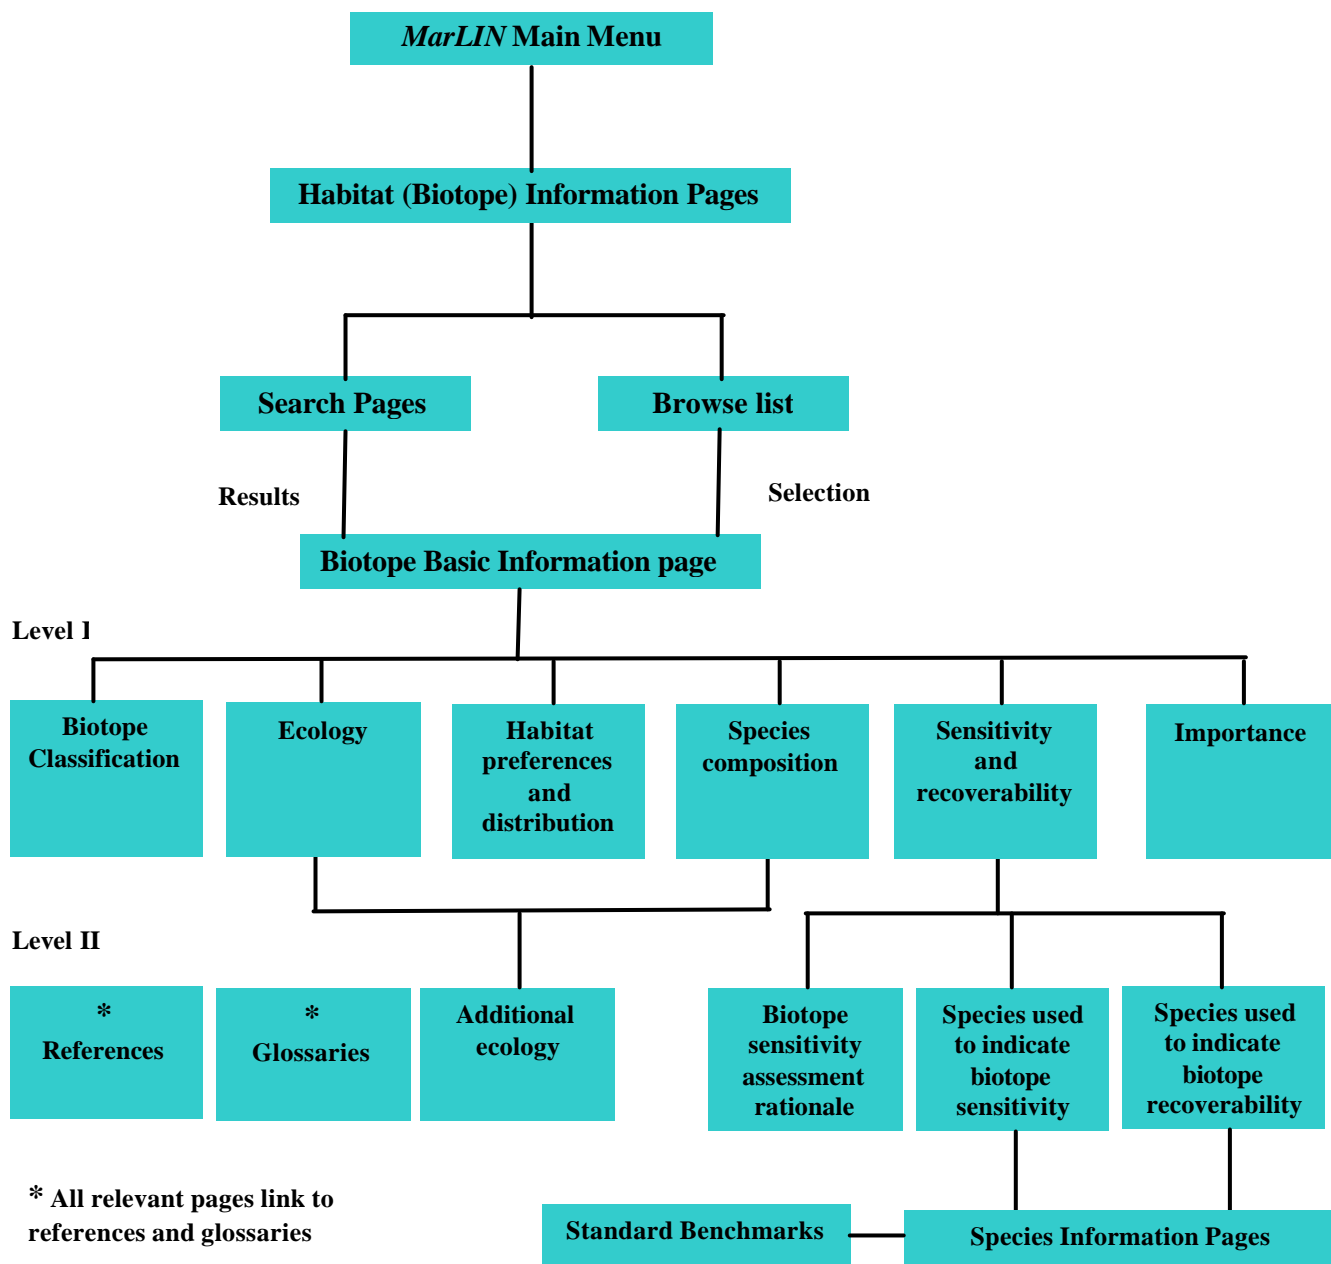 MarLIN Main Menu
Habitat (Biotope) Information Pages
Search Pages
Browse list
Results
Selection
Biotope Basic Information page
Level I
Biotope
Classification
Ecology
Habitat
preferences
and
distribution
Species
composition
Sensitivity
and
recoverability
Importance
Level II
*
References
*
Glossaries
Additional
ecology
Biotope
sensitivity
assessment
rationale
Species used
to indicate
biotope
sensitivity
Species used
to indicate
biotope
recoverability
* All relevant pages link to
references and glossaries
Standard Benchmarks
Species Information Pages